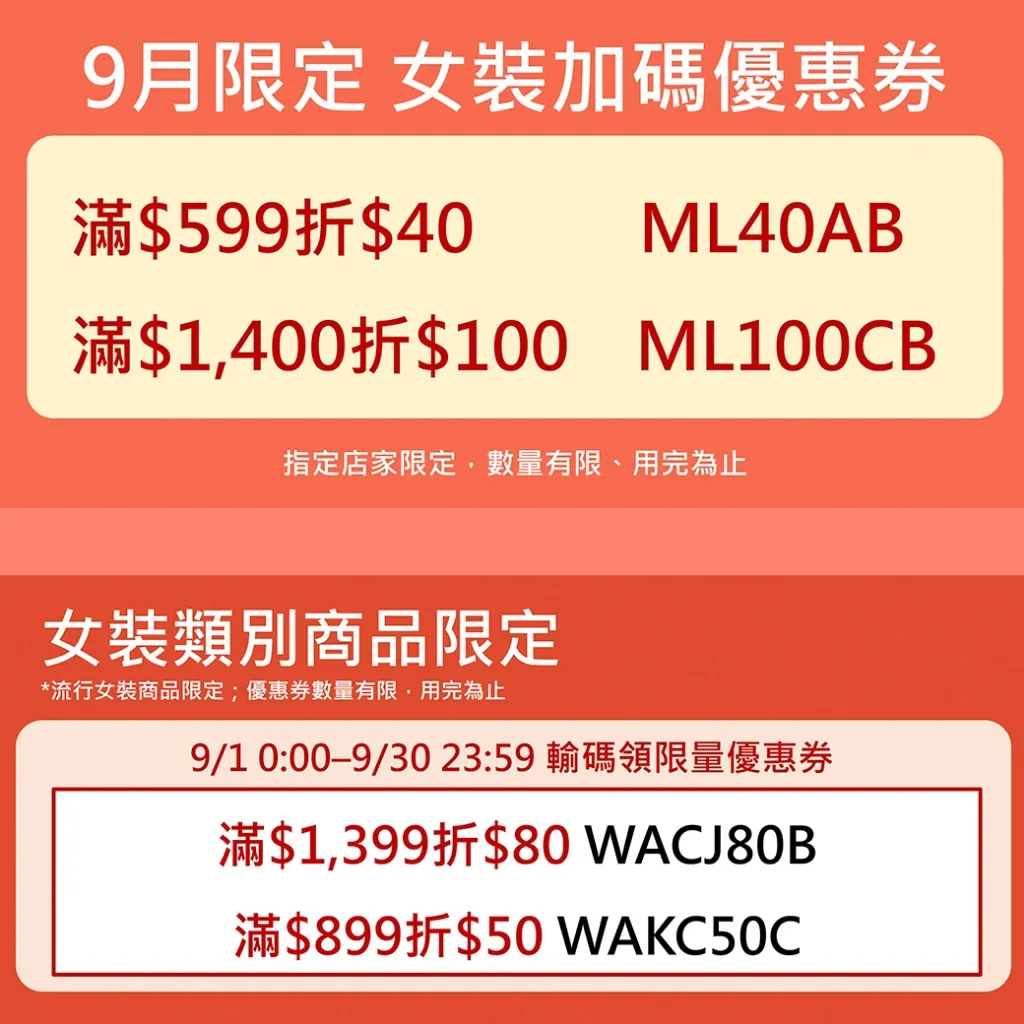 9月限定 女裝加碼優惠券
滿$599折$40 ML40AB
滿$1,400折$100 ML100CB
指定店家限定，數量有限、用完為止
女裝類別商品限定
*流行女裝商品限定；優惠券數量有限，用完為止
9/1 0:00–9/30 23:59 輸碼領限量優惠券
滿$1,399折$80 WACJ80B
滿$899折$50 WAKC50C